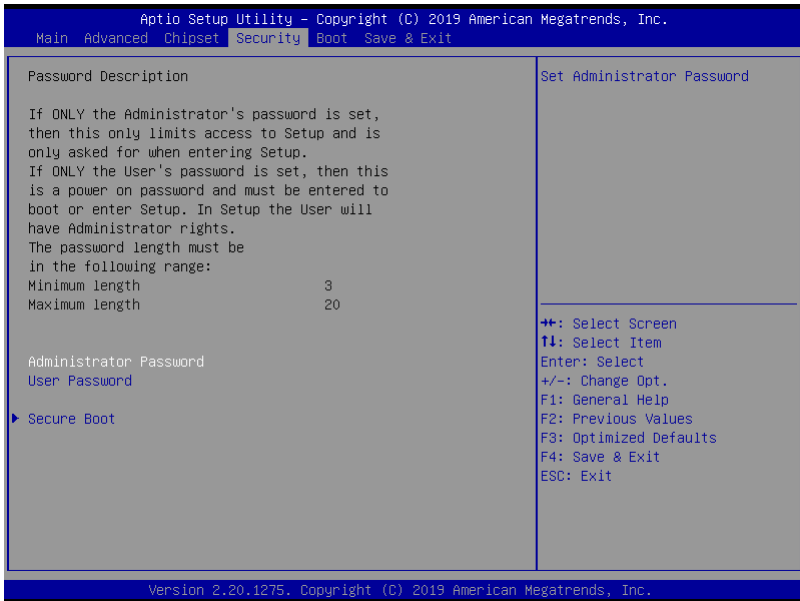 Aptio Setup Utility – Copyright (C) 2019 American Megatrends, Inc.
Main Advanced Chipset Security Boot Save & Exit
Password Description
If ONLY the Administrator's password is set,
then this only limits access to Setup and is
only asked for when entering Setup.
If ONLY the User's password is set, then this
is a power on password and must be entered to
boot or enter Setup. In Setup the User will
have Administrator rights.
The password length must be
in the following range:
Minimum length 3
Maximum length 20
Administrator Password
User Password
Secure Boot
Set Administrator Password
→←: Select Screen
↑↓: Select Item
Enter: Select
+/-: Change Opt.
F1: General Help
F2: Previous Values
F3: Optimized Defaults
F4: Save & Exit
ESC: Exit
Version 2.20.1275. Copyright (C) 2019 American Megatrends, Inc.